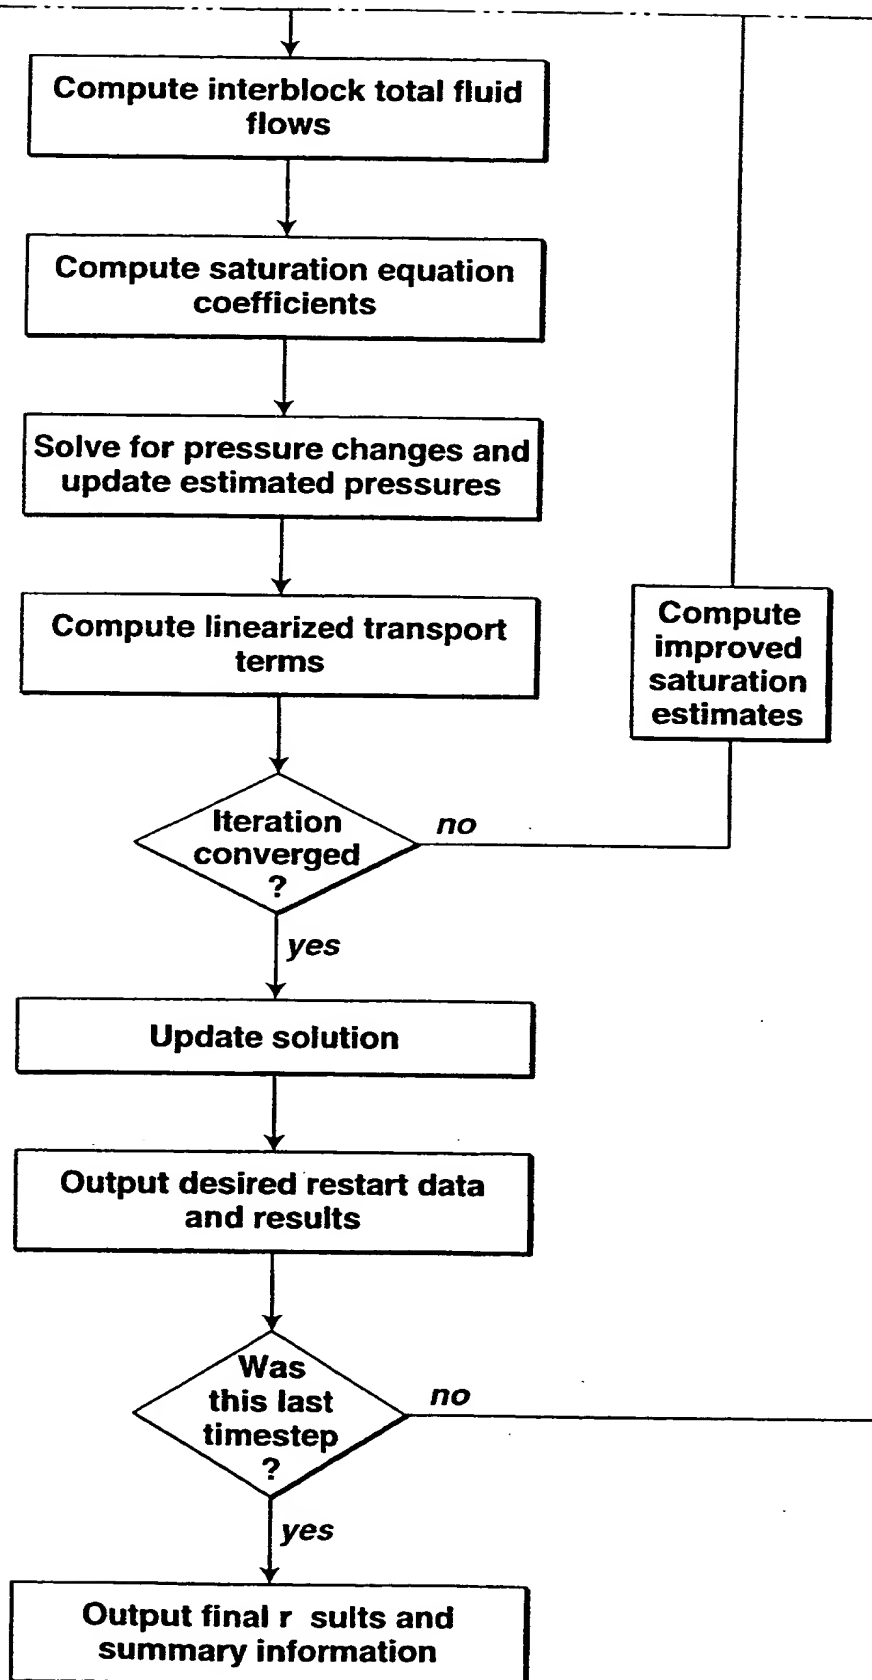 Compute interblock total fluid
flows
Compute saturation equation
coefficients
Solve for pressure changes and
update estimated pressures
Compute linearized transport
terms
Compute
improved
saturation
estimates
Iteration
converged
?
no
yes
Update solution
Output desired restart data
and results
Was
this last
timestep
?
no
yes
Output final r sults and
summary information